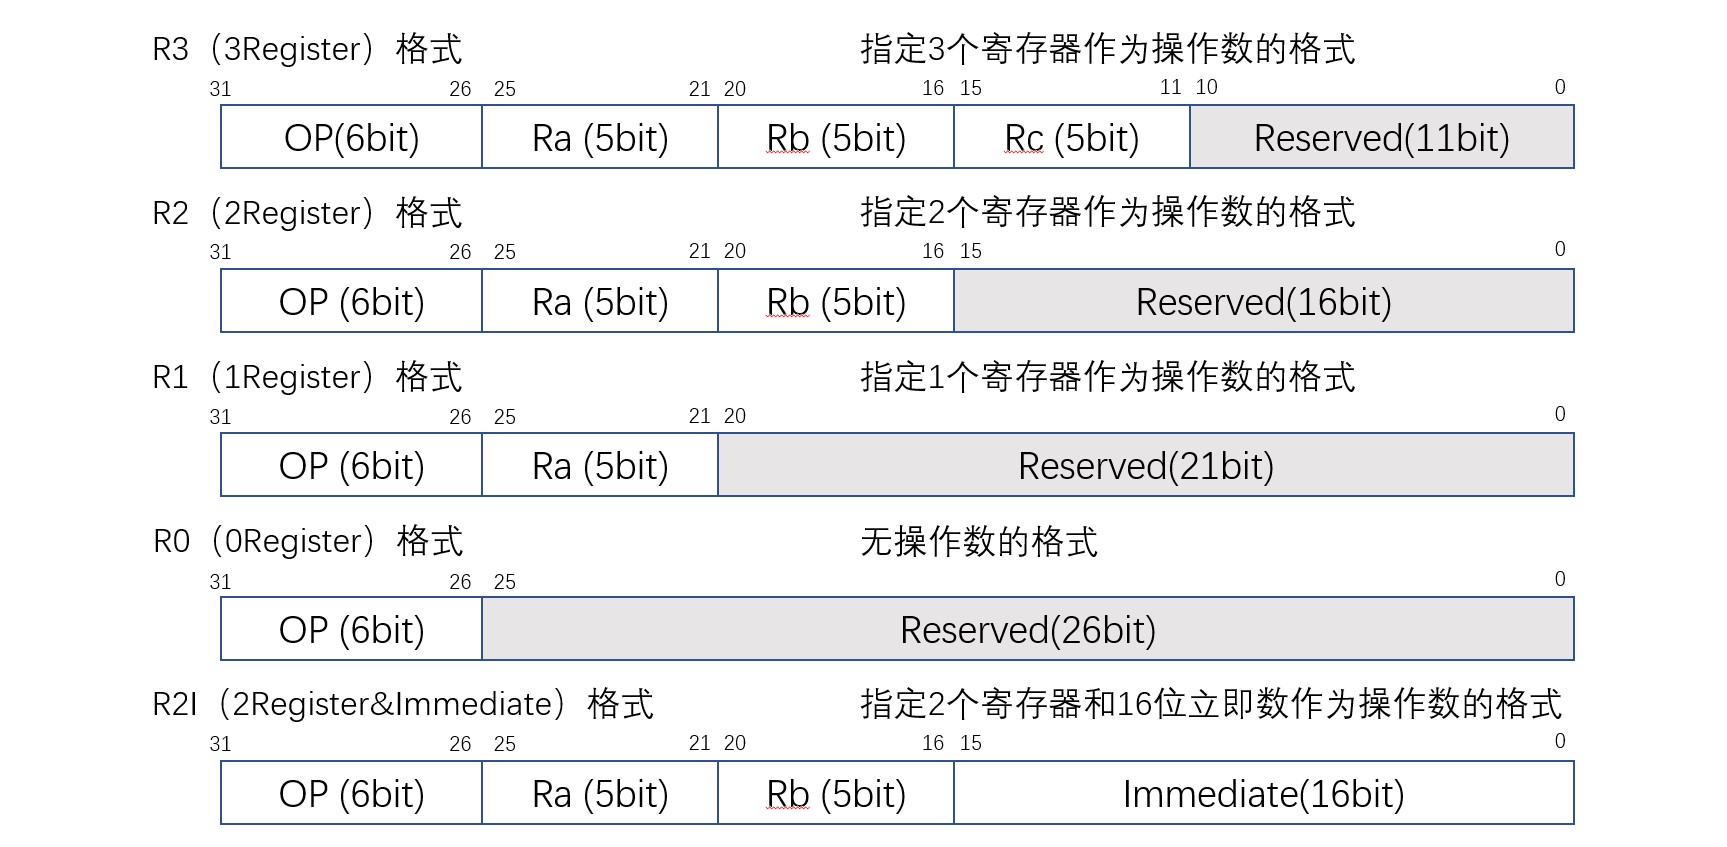 R3（3Register）格式 指定3个寄存器作为操作数的格式
31 26 25 21 20 16 15 11 10 0
OP(6bit) Ra (5bit) Rb (5bit) Rc (5bit) Reserved(11bit)
R2（2Register）格式 指定2个寄存器作为操作数的格式
31 26 25 21 20 16 15 0
OP (6bit) Ra (5bit) Rb (5bit) Reserved(16bit)
R1（1Register）格式 指定1个寄存器作为操作数的格式
31 26 25 21 20 0
OP (6bit) Ra (5bit) Reserved(21bit)
R0（0Register）格式 无操作数的格式
31 26 25 0
OP (6bit) Reserved(26bit)
R2I（2Register&Immediate）格式 指定2个寄存器和16位立即数作为操作数的格式
31 26 25 21 20 16 15 0
OP (6bit) Ra (5bit) Rb (5bit) Immediate(16bit)